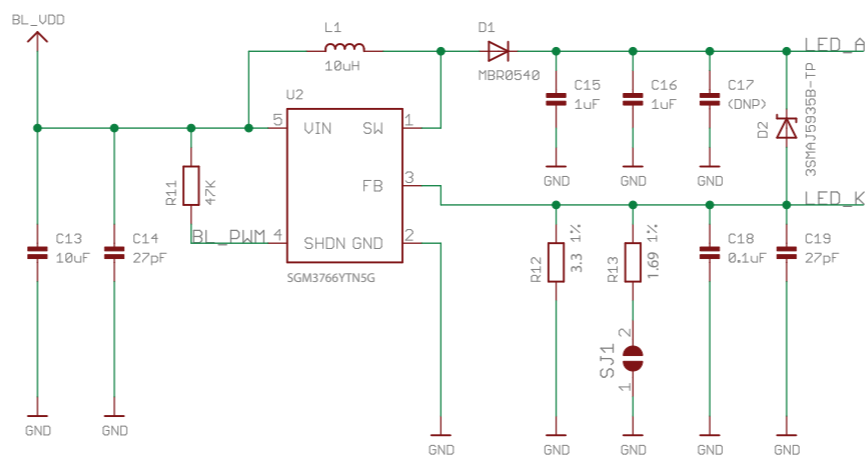 BL_VDD
L1
10uH
D1
MBR0540
LED_A
C15
1uF
C16
1uF
C17
(DNP)
D2
3SMAJ5935B-TP
U2
5
VIN
SW
1
FB
3
4
SHDN
GND
2
SGM3766YTN5G
R11
47K
BL_PWM
C13
10uF
C14
27pF
GND
GND
GND
LED_K
R12
3.3 1%
R13
1.69 1%
C18
0.1uF
C19
27pF
2
SJ1
1
GND
GND
GND
GND
GND
GND
GND
GND